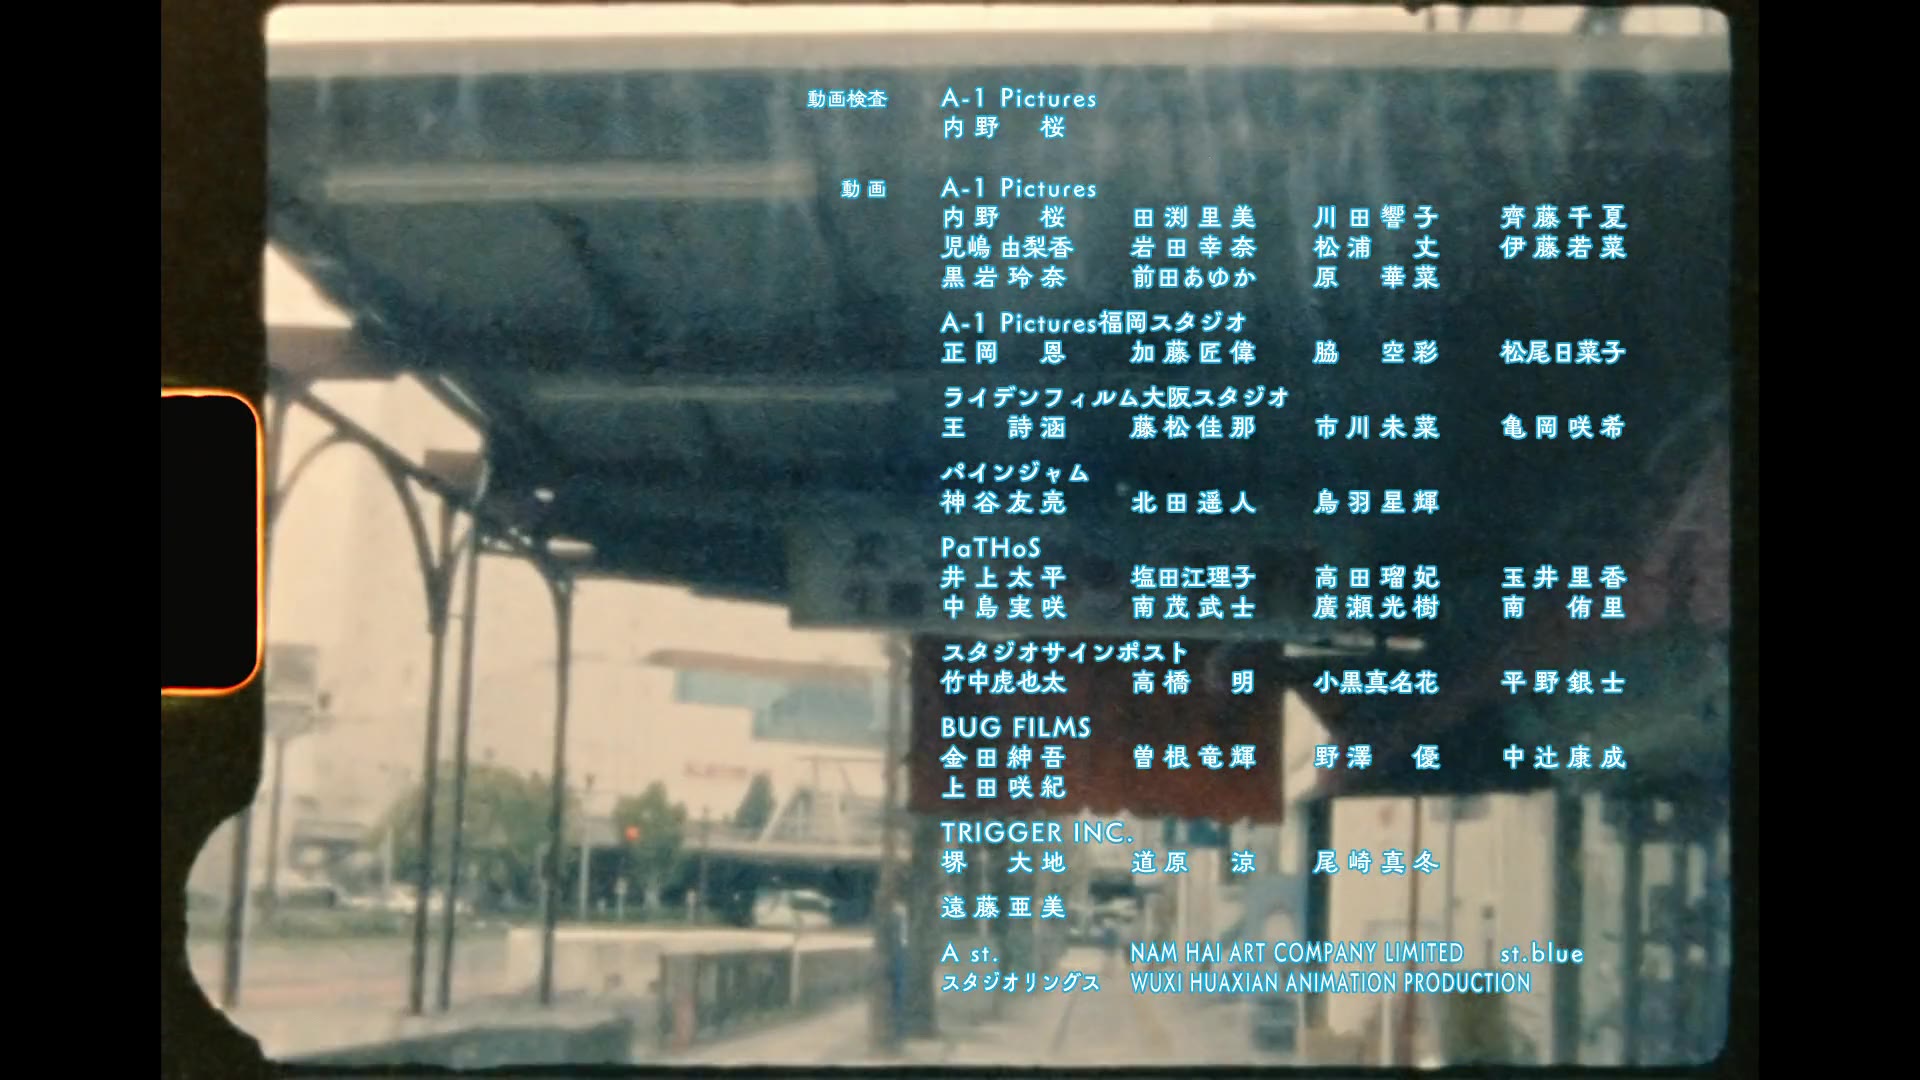 動画検査 A-1 Pictures
内野 桜
動画 A-1 Pictures
内野 桜 田渕里美 川田響子 齊藤千夏
児嶋由梨香 岩田幸奈 松浦 丈 伊藤若菜
黒岩玲奈 前田あゆか 原 華菜
A-1 Pictures福岡スタジオ
正岡 恩 加藤匠偉 脇 空彩 松尾日菜子
ライデンフィルム大阪スタジオ
王 詩涵 藤松佳那 市川未菜 亀岡咲希
パインジャム
神谷友亮 北田遥人 鳥羽星輝
PaTHoS
井上太平 塩田江理子 高田瑠妃 玉井里香
中島実咲 南茂武士 廣瀬光樹 南 侑里
スタジオサインポスト
竹中虎也太 高橋 明 小黒真名花 平野銀士
BUG FILMS
金田紳吾 曽根竜輝 野澤 優 中辻康成
上田咲紀
TRIGGER INC.
堺 大地 道原 涼 尾崎真冬
遠藤亜美
A st. NAM HAI ART COMPANY LIMITED st.blue
スタジオリングス WUXI HUAXIAN ANIMATION PRODUCTION